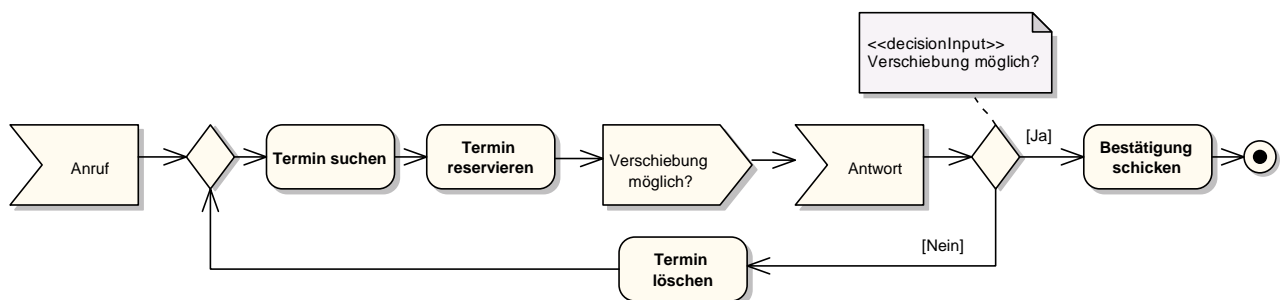 <<decisionInput>>
Verschiebung möglich?
Anruf
Termin suchen
Termin
reservieren
Verschiebung
möglich?
Antwort
[Ja]
Bestätigung
schicken
[Nein]
Termin
löschen